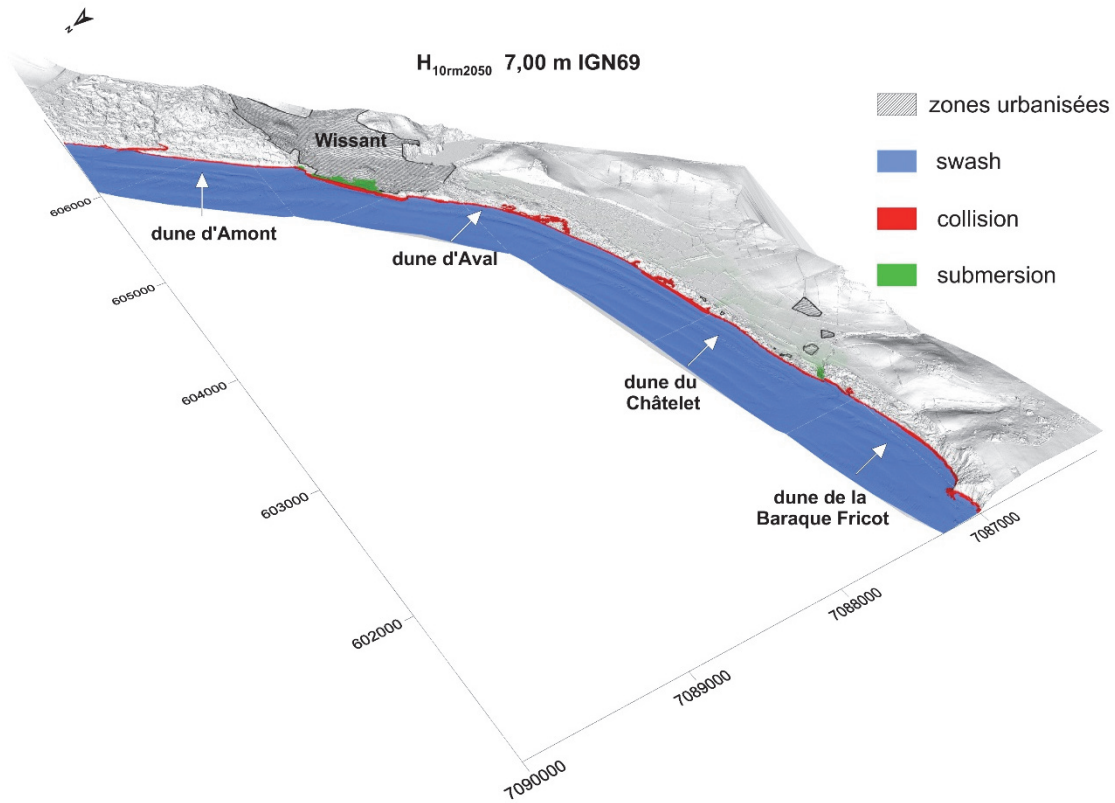 z
H10rm2050 7,00 m IGN69
zones urbanisées
swash
collision
submersion
Wissant
dune d'Amont
dune d'Aval
dune du
Châtelet
dune de la
Baraque Fricot
606000
605000
604000
603000
602000
7087000
7088000
7089000
7090000